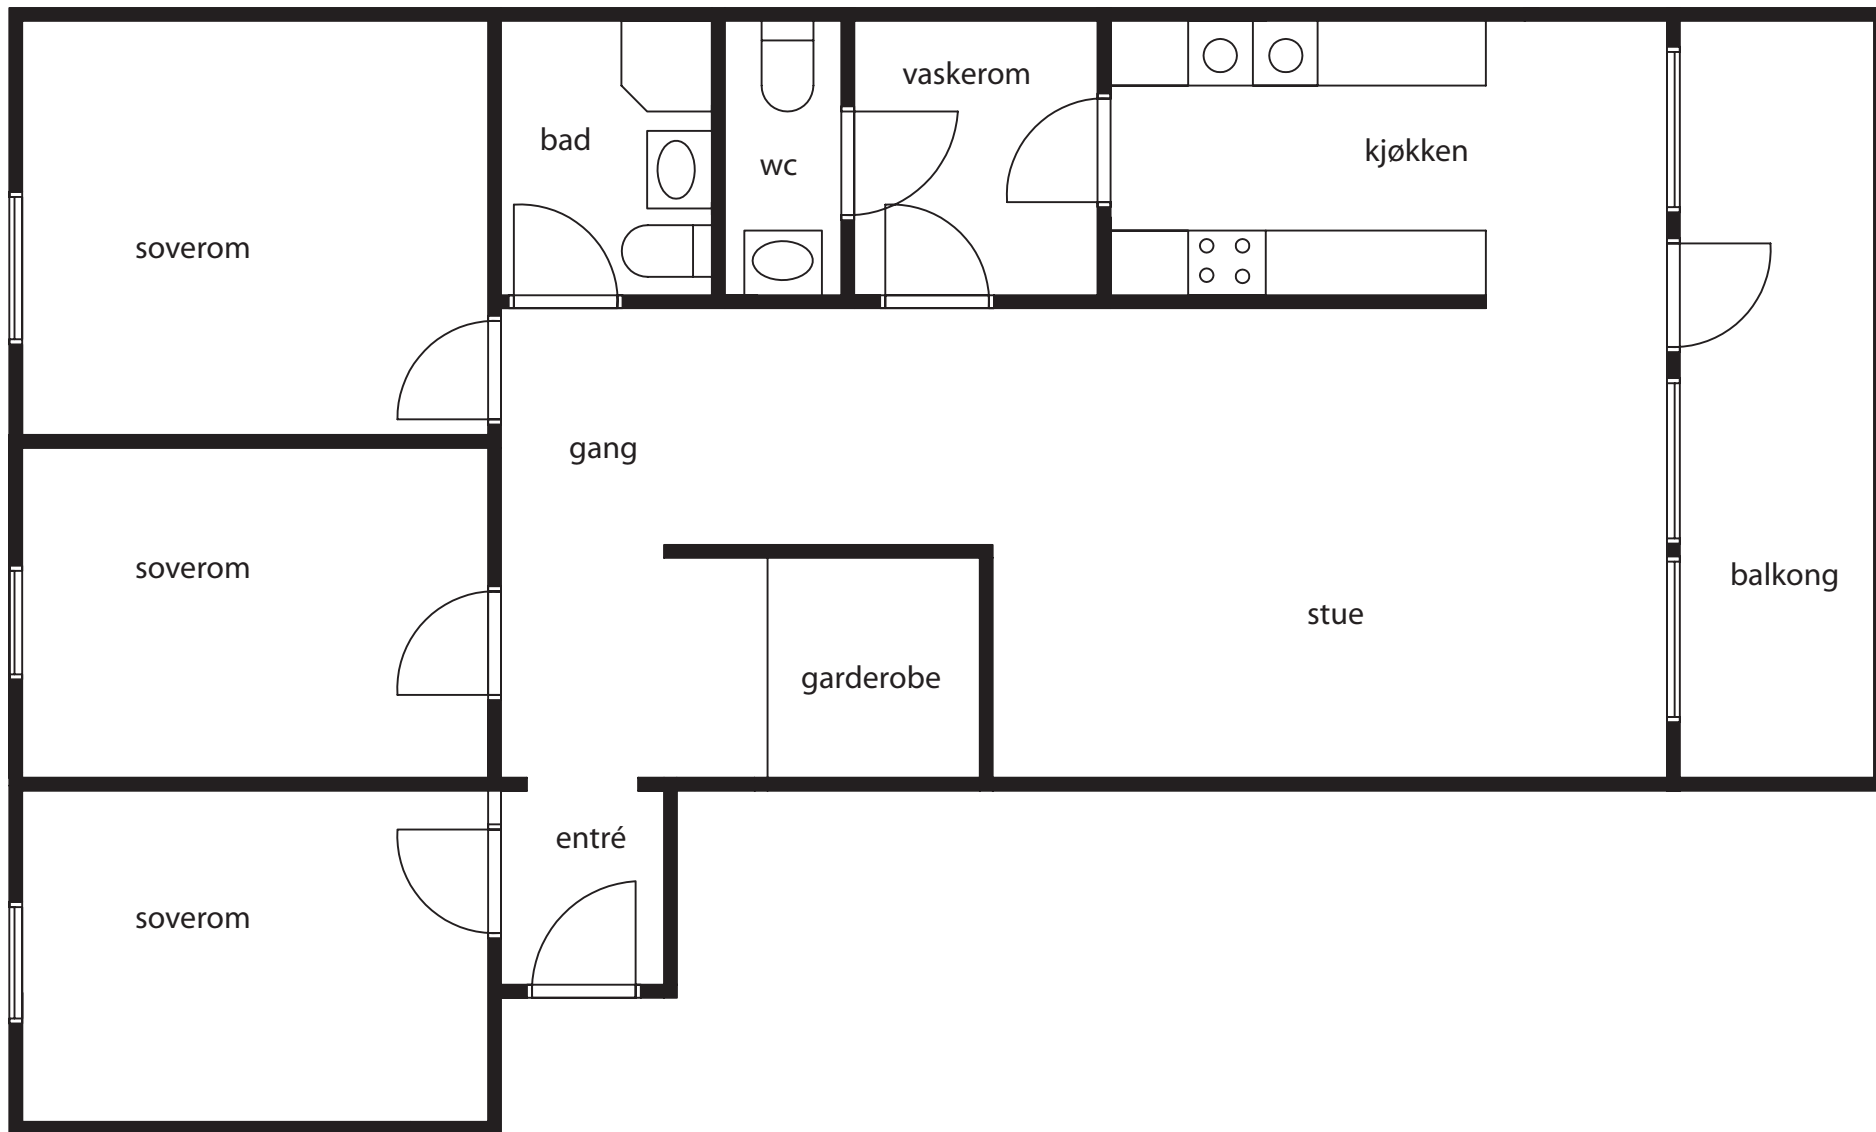 vaskerom
bad
kjøkken
wc
soverom
gang
soverom
balkong
stue
garderobe
entré
soverom